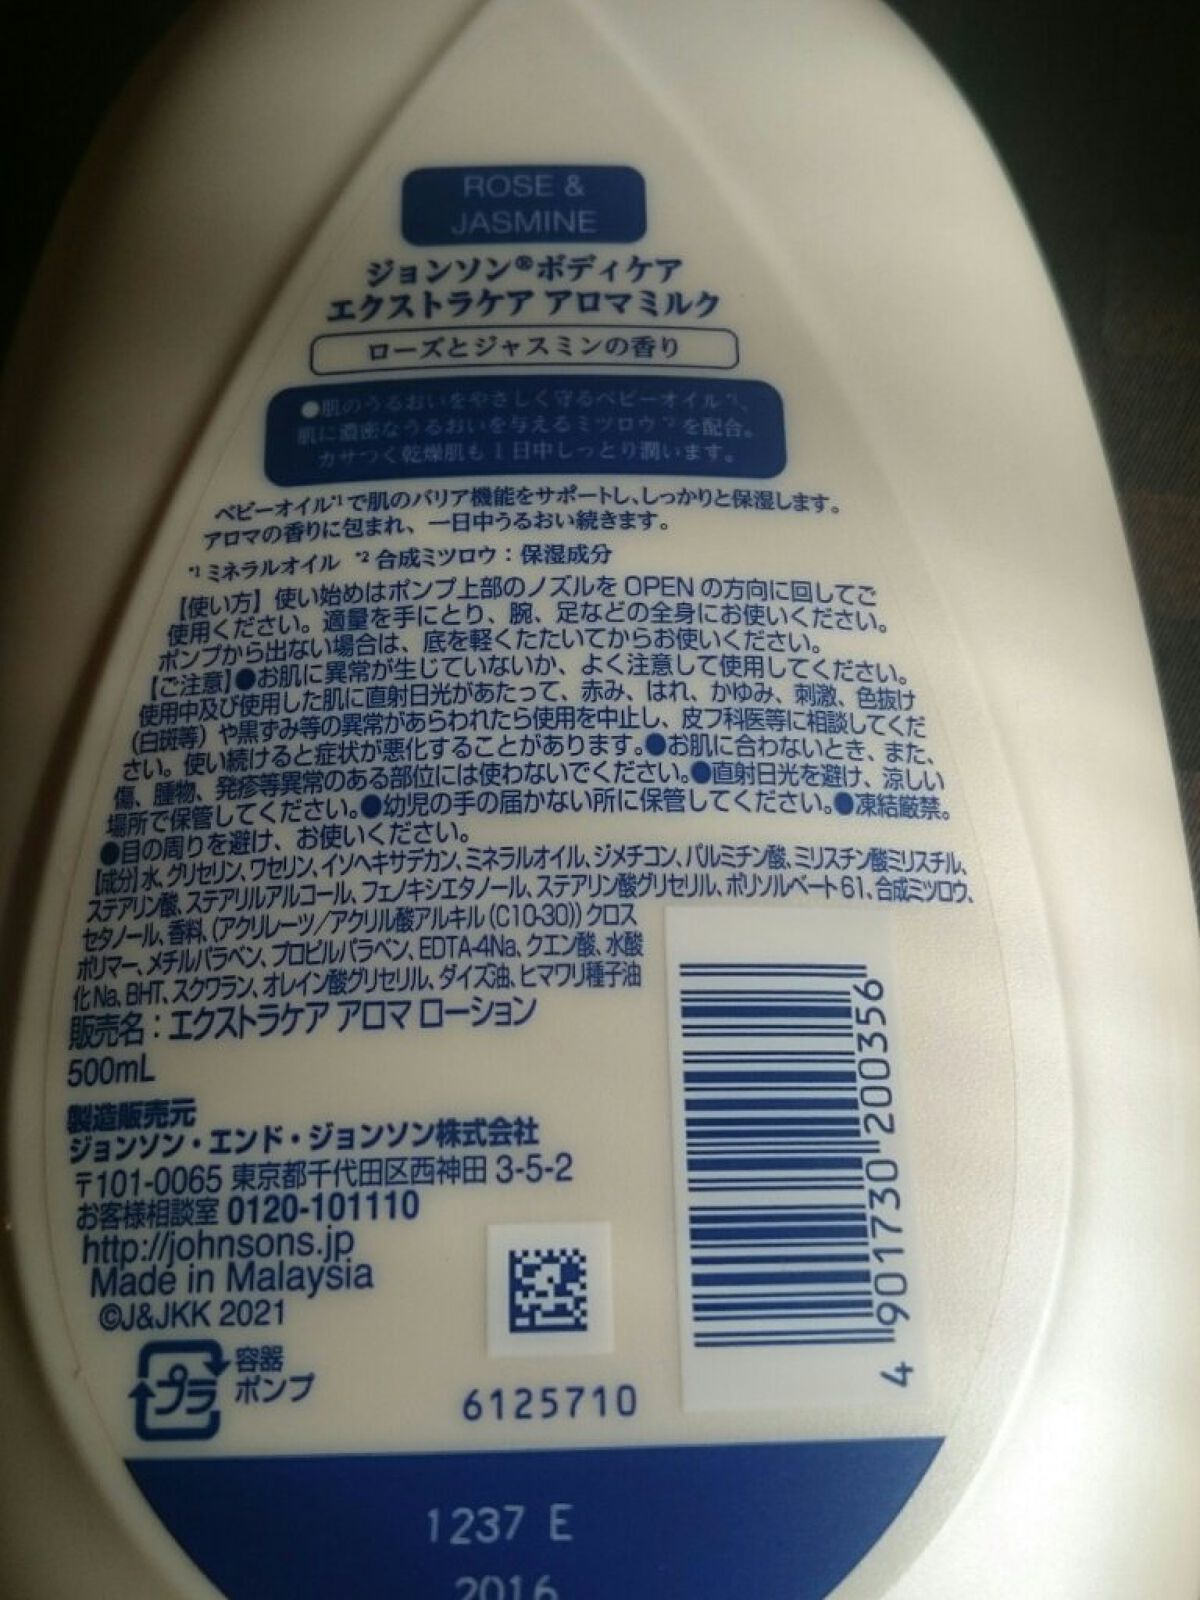 ROSE &
JASMINE
ジョンソン®ボディケア
エクストラケア アロマミルク
ローズとジャスミンの香り
●肌のうるおいをやさしく守るベビーオイル*1、
肌に濃密なうるおいを与えるミツロウ*2を配合。
カサつく乾燥肌も1日中しっとり潤います。
ベビーオイル*1で肌のバリア機能をサポートし、しっかりと保湿します。
アロマの香りに包まれ、一日中うるおい続きます。
*1 ミネラルオイル *2 合成ミツロウ：保湿成分
【使い方】使い始めはポンプ上部のノズルを OPEN の方向に回してご
使用ください。適量を手にとり、腕、足などの全身にお使いください。
ポンプから出ない場合は、底を軽くたたいてからお使いください。
【ご注意】●お肌に異常が生じていないか、よく注意して使用してください。
使用中及び使用した肌に直射日光があたって、赤み、はれ、かゆみ、刺激、色抜け
（白斑等）や黒ずみ等の異常があらわれたら使用を中止し、皮フ科医等に相談してくだ
さい。使い続けると症状が悪化することがあります。●お肌に合わないとき、また、
傷、腫物、発疹等異常のある部位には使わないでください。●直射日光を避け、涼しい
場所で保管してください。●幼児の手の届かない所に保管してください。●凍結厳禁。
●目の周りを避け、お使いください。
【成分】水、グリセリン、ワセリン、イソヘキサデカン、ミネラルオイル、ジメチコン、パルミチン酸、ミリスチン酸ミリスチル、
ステアリン酸、ステアリルアルコール、フェノキシエタノール、ステアリン酸グリセリル、ポリソルベート61、合成ミツロウ、
セタノール、香料、（アクリレーツ／アクリル酸アルキル（C10-30））クロス
ポリマー、メチルパラベン、プロピルパラベン、EDTA-4Na、クエン酸、水酸
化Na、BHT、スクワラン、オレイン酸グリセリル、ダイズ油、ヒマワリ種子油
販売名：エクストラケア アロマ ローション
500mL
製造販売元
ジョンソン・エンド・ジョンソン株式会社
〒101-0065 東京都千代田区西神田 3-5-2
お客様相談室 0120-101110
http://johnsons.jp
Made in Malaysia
©J&JKK 2021
プラ
容器
ポンプ
6125710
4 901730 200356
1237 E
2016